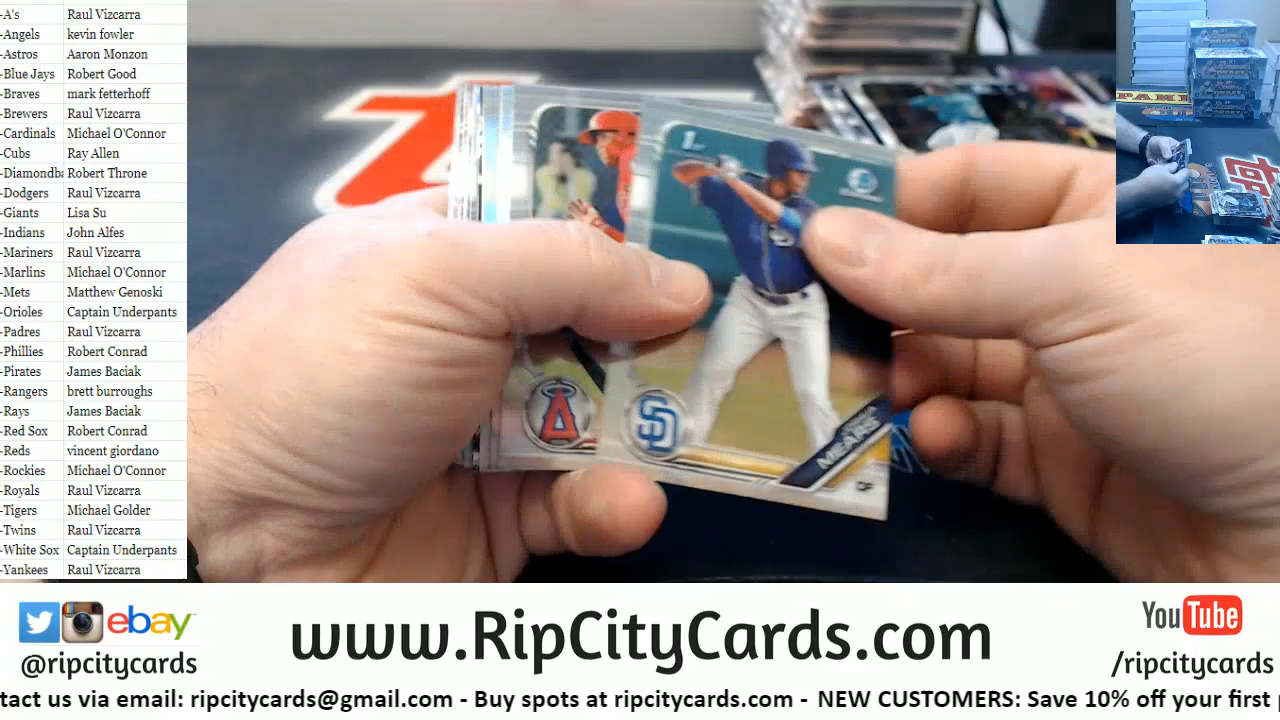 -A's Raul Vizcarra
-Angels kevin fowler
-Astros Aaron Monzon
-Blue Jays Robert Good
-Braves mark fetterhoff
-Brewers Raul Vizcarra
-Cardinals Michael O'Connor
-Cubs Ray Allen
-Diamondba Robert Throne
-Dodgers Raul Vizcarra
-Giants Lisa Su
-Indians John Alfes
-Mariners Raul Vizcarra
-Marlins Michael O'Connor
-Mets Matthew Genoski
-Orioles Captain Underpants
-Padres Raul Vizcarra
-Phillies Robert Conrad
-Pirates James Baciak
-Rangers brett burroughs
-Rays James Baciak
-Red Sox Robert Conrad
-Reds vincent giordano
-Rockies Michael O'Connor
-Royals Raul Vizcarra
-Tigers Michael Golder
-Twins Raul Vizcarra
-White Sox Captain Underpants
-Yankees Raul Vizcarra
1st
A
SD
MEARS
CF
PANINI
DRAFT
ebay
@ripcitycards
www.RipCityCards.com
YouTube
/ripcitycards
tact us via email: ripcitycards@gmail.com - Buy spots at ripcitycards.com - NEW CUSTOMERS: Save 10% off your first p